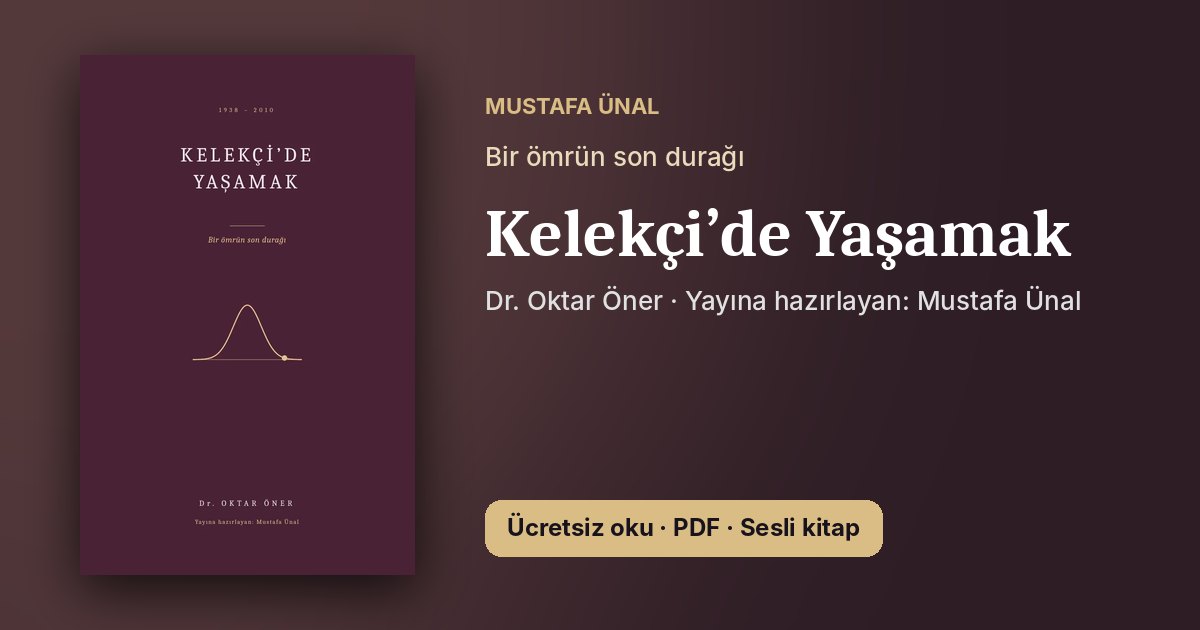 1938 – 2010
KELEKÇİ’DE
YAŞAMAK
Bir ömrün son durağı
Dr. OKTAR ÖNER
Yayına hazırlayan: Mustafa Ünal
MUSTAFA ÜNAL
Bir ömrün son durağı
Kelekçi’de Yaşamak
Dr. Oktar Öner · Yayına hazırlayan: Mustafa Ünal
Ücretsiz oku · PDF · Sesli kitap